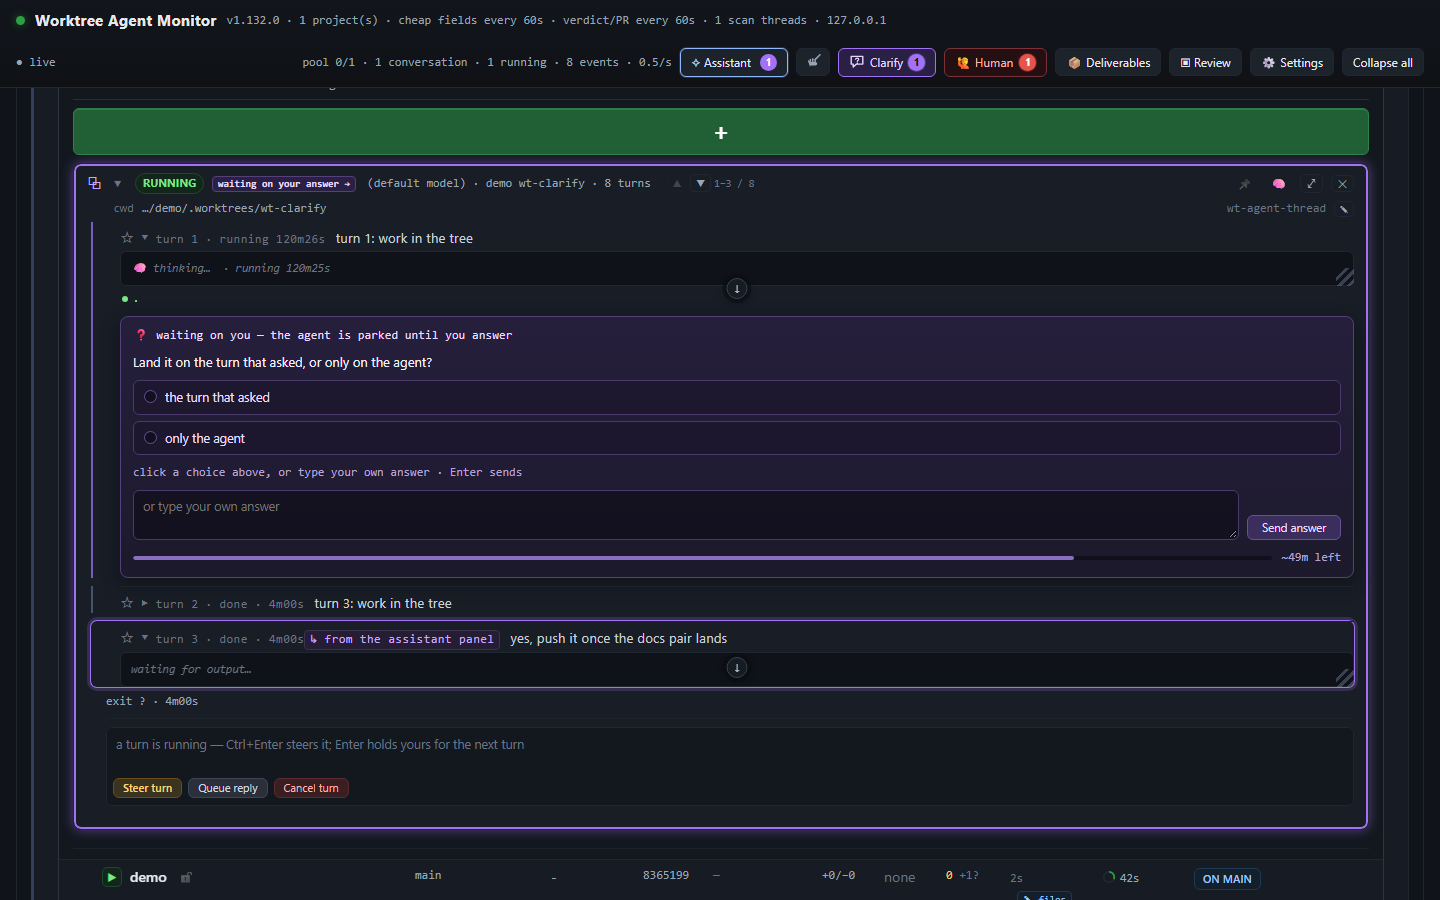 Worktree Agent Monitor v1.132.0 · 1 project(s) · cheap fields every 60s · verdict/PR every 60s · 1 scan threads · 127.0.0.1
live pool 0/1 · 1 conversation · 1 running · 8 events · 0.5/s Assistant 1 Clarify 1 Human 1 Deliverables Review Settings Collapse all
+
RUNNING waiting on your answer → (default model) · demo wt-clarify · 8 turns ▲ ▼ 1-3 / 8
cwd …/demo/.worktrees/wt-clarify wt-agent-thread
turn 1 · running 120m26s turn 1: work in the tree
thinking… · running 120m25s
↓
.
? waiting on you — the agent is parked until you answer
Land it on the turn that asked, or only on the agent?
the turn that asked
only the agent
click a choice above, or type your own answer · Enter sends
or type your own answer
Send answer
~49m left
turn 2 · done · 4m00s turn 3: work in the tree
turn 3 · done · 4m00s ↳ from the assistant panel yes, push it once the docs pair lands
waiting for output…
↓
exit ? · 4m00s
a turn is running — Ctrl+Enter steers it; Enter holds yours for the next turn
Steer turn Queue reply Cancel turn
demo main - 8365199 — +0/-0 none 0 +1? 2s 42s ON MAIN
files